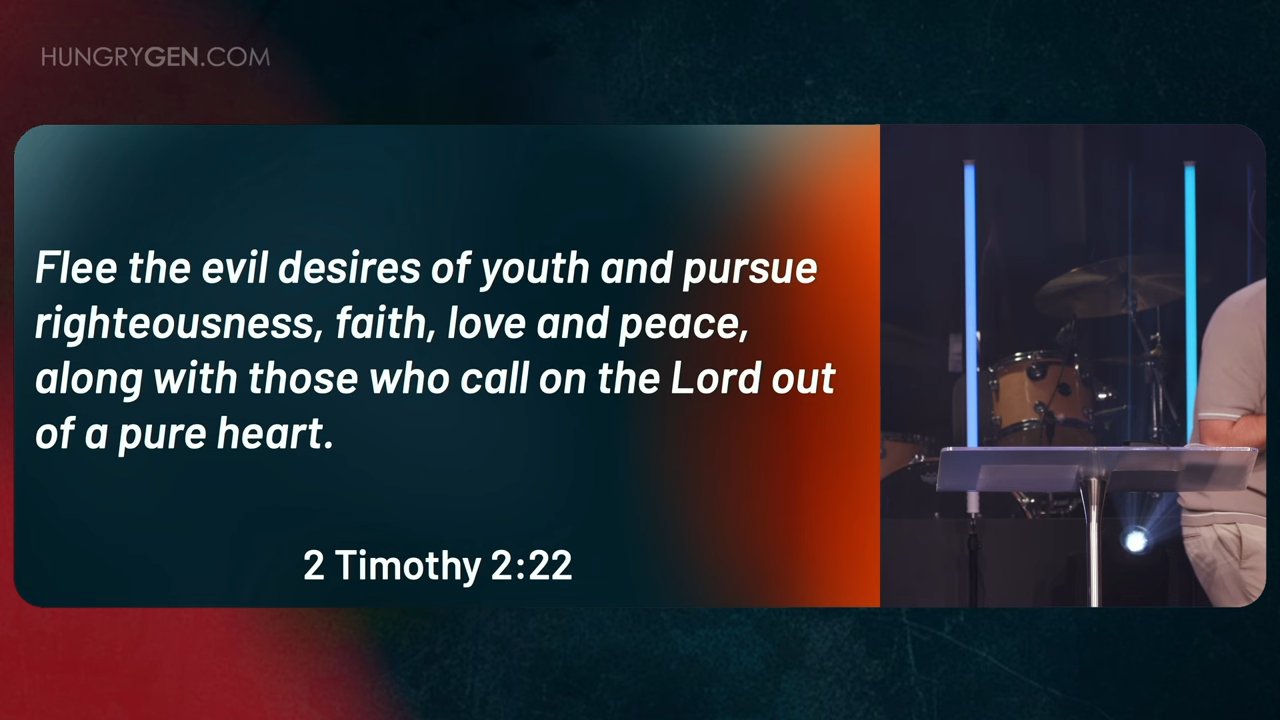 HUNGRYGEN.COM
Flee the evil desires of youth and pursue
righteousness, faith, love and peace,
along with those who call on the Lord out
of a pure heart.
2 Timothy 2:22